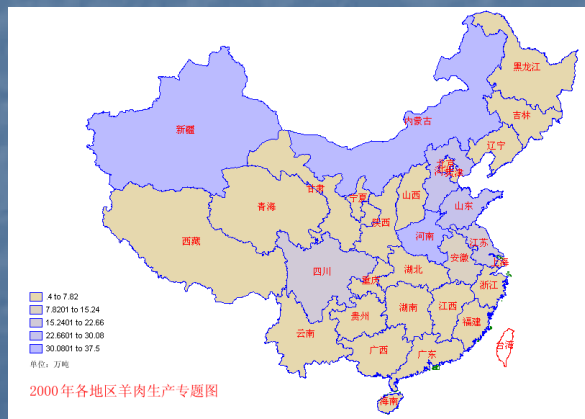 黑龙江
吉林
辽宁
内蒙古
新疆
北京
天津
甘肃
宁夏
山西
陕西
青海
山东
河南
西藏
江苏
安徽
上海
四川
重庆
湖北
浙江
湖南
江西
贵州
福建
云南
广西
广东
台湾
海南
.4 to 7.82
7.8201 to 15.24
15.2401 to 22.66
22.6601 to 30.08
30.0801 to 37.5
单位：万吨
2000年各地区羊肉生产专题图